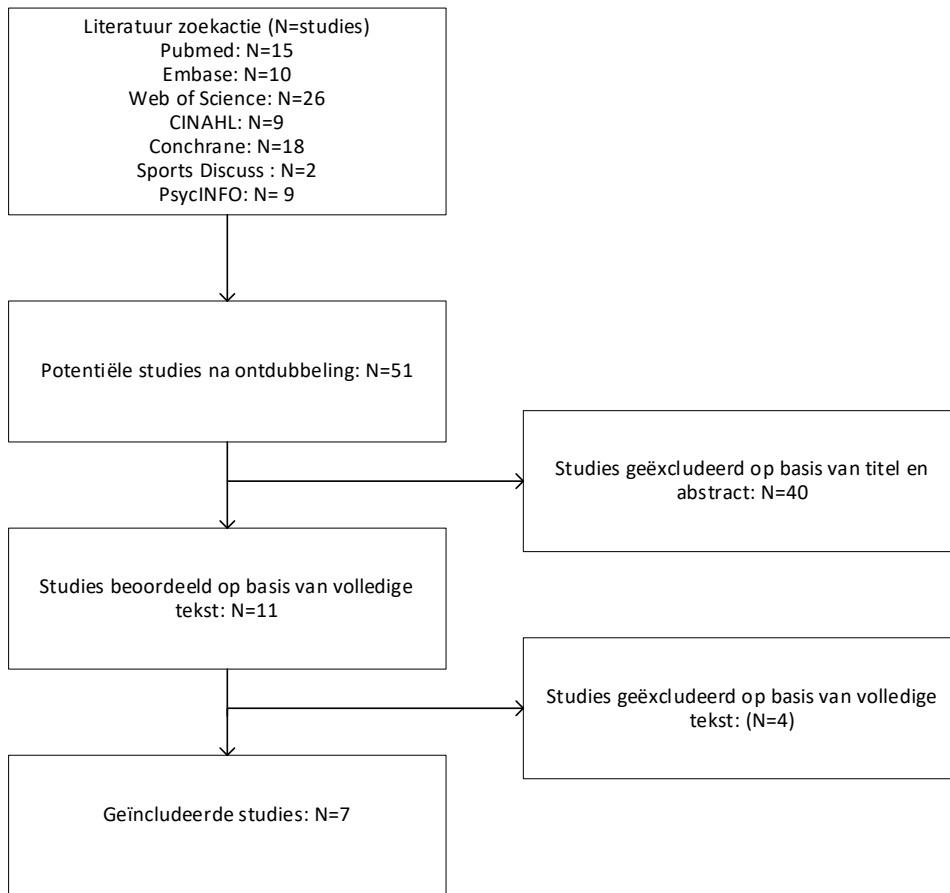 Literatuur zoekactie (N=studies)
Pubmed: N=15
Embase: N=10
Web of Science: N=26
CINAHL: N=9
Conchrane: N=18
Sports Discuss : N=2
PsycINFO: N= 9
Potentiële studies na ontdubbeling: N=51
Studies geëxcludeerd op basis van titel en
abstract: N=40
Studies beoordeeld op basis van volledige
tekst: N=11
Studies geëxcludeerd op basis van volledige
tekst: (N=4)
Geïncludeerde studies: N=7